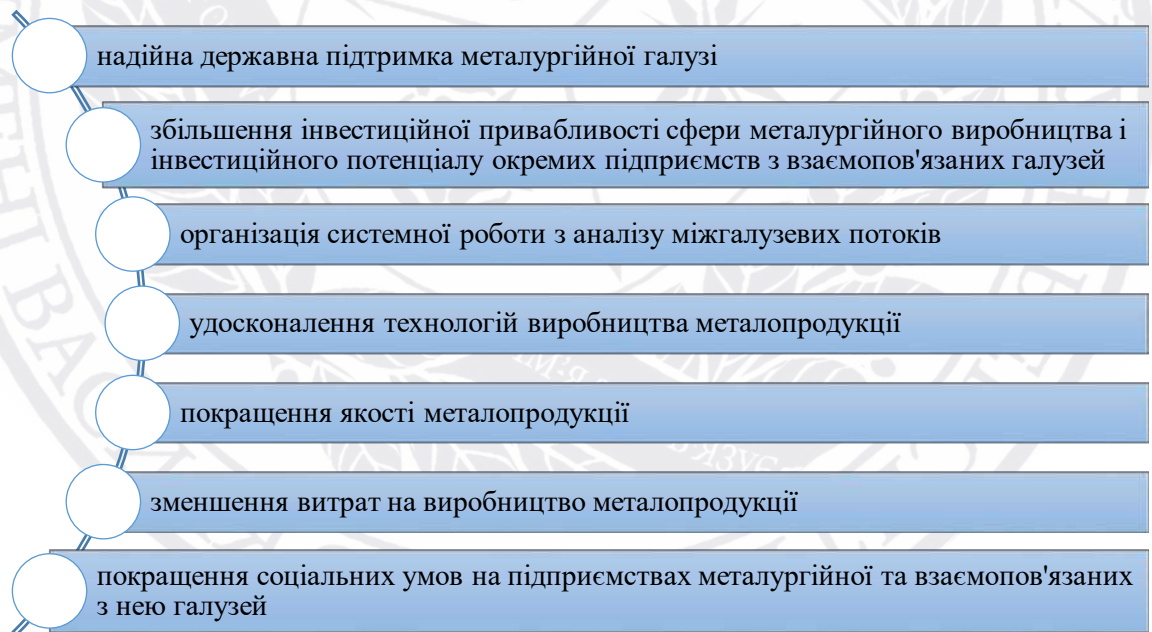 надійна державна підтримка металургійної галузі
збільшення інвестиційної привабливості сфери металургійного виробництва і
інвестиційного потенціалу окремих підприємств з взаємопов'язаних галузей
організація системної роботи з аналізу міжгалузевих потоків
удосконалення технологій виробництва металопродукції
покращення якості металопродукції
зменшення витрат на виробництво металопродукції
покращення соціальних умов на підприємствах металургійної та взаємопов'язаних
з нею галузей